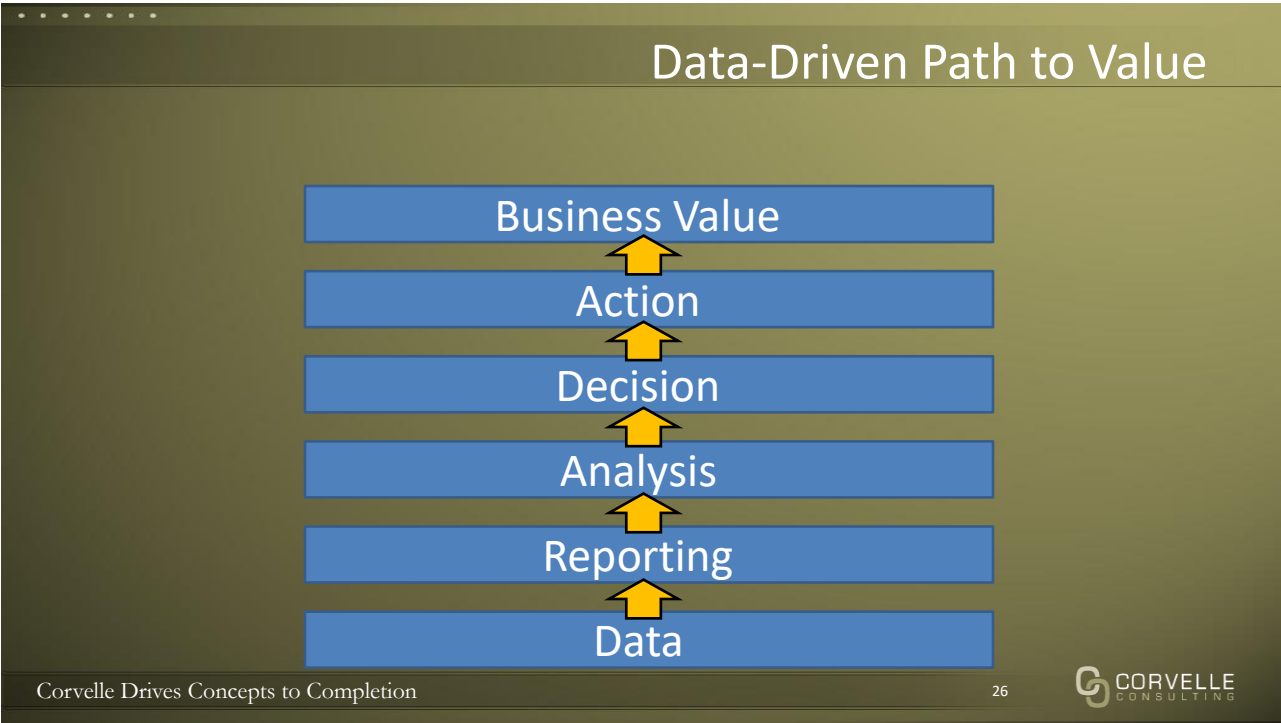 Data-Driven Path to Value
Business Value
Action
Decision
Analysis
Reporting
Data
Corvelle Drives Concepts to Completion
26
CORVELLE
CONSULTING